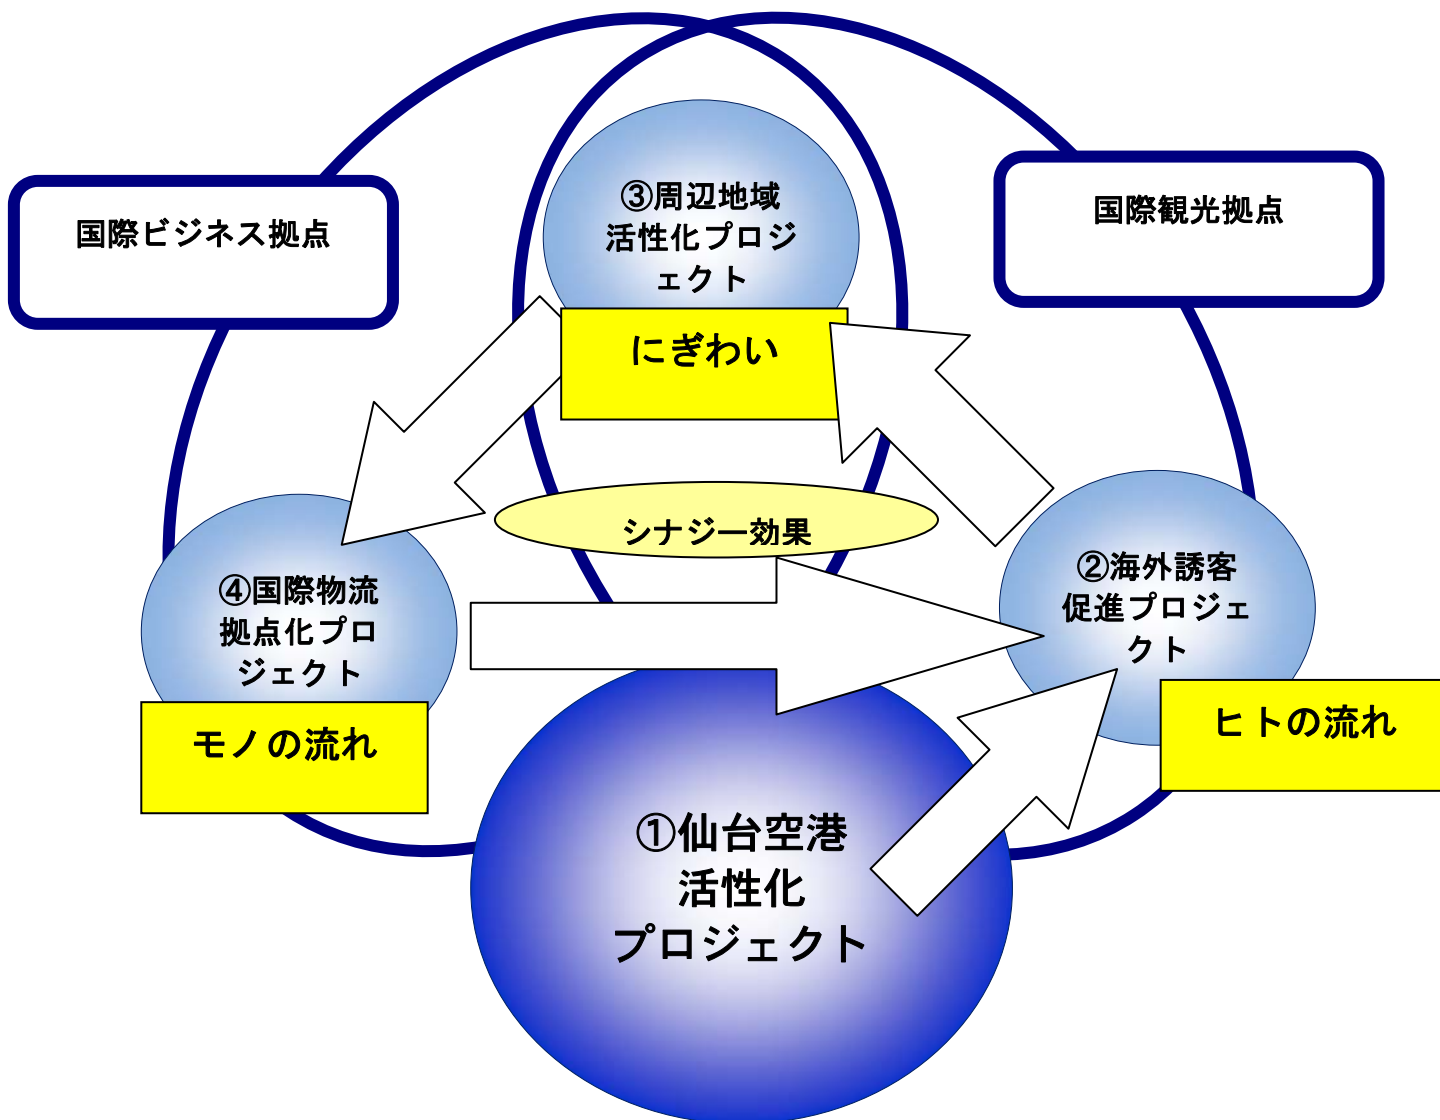 国際ビジネス拠点
国際観光拠点
③周辺地域
活性化プロジ
ェクト
にぎわい
シナジー効果
④国際物流
拠点化プロ
ジェクト
モノの流れ
②海外誘客
促進プロジェ
クト
ヒトの流れ
①仙台空港
活性化
プロジェクト